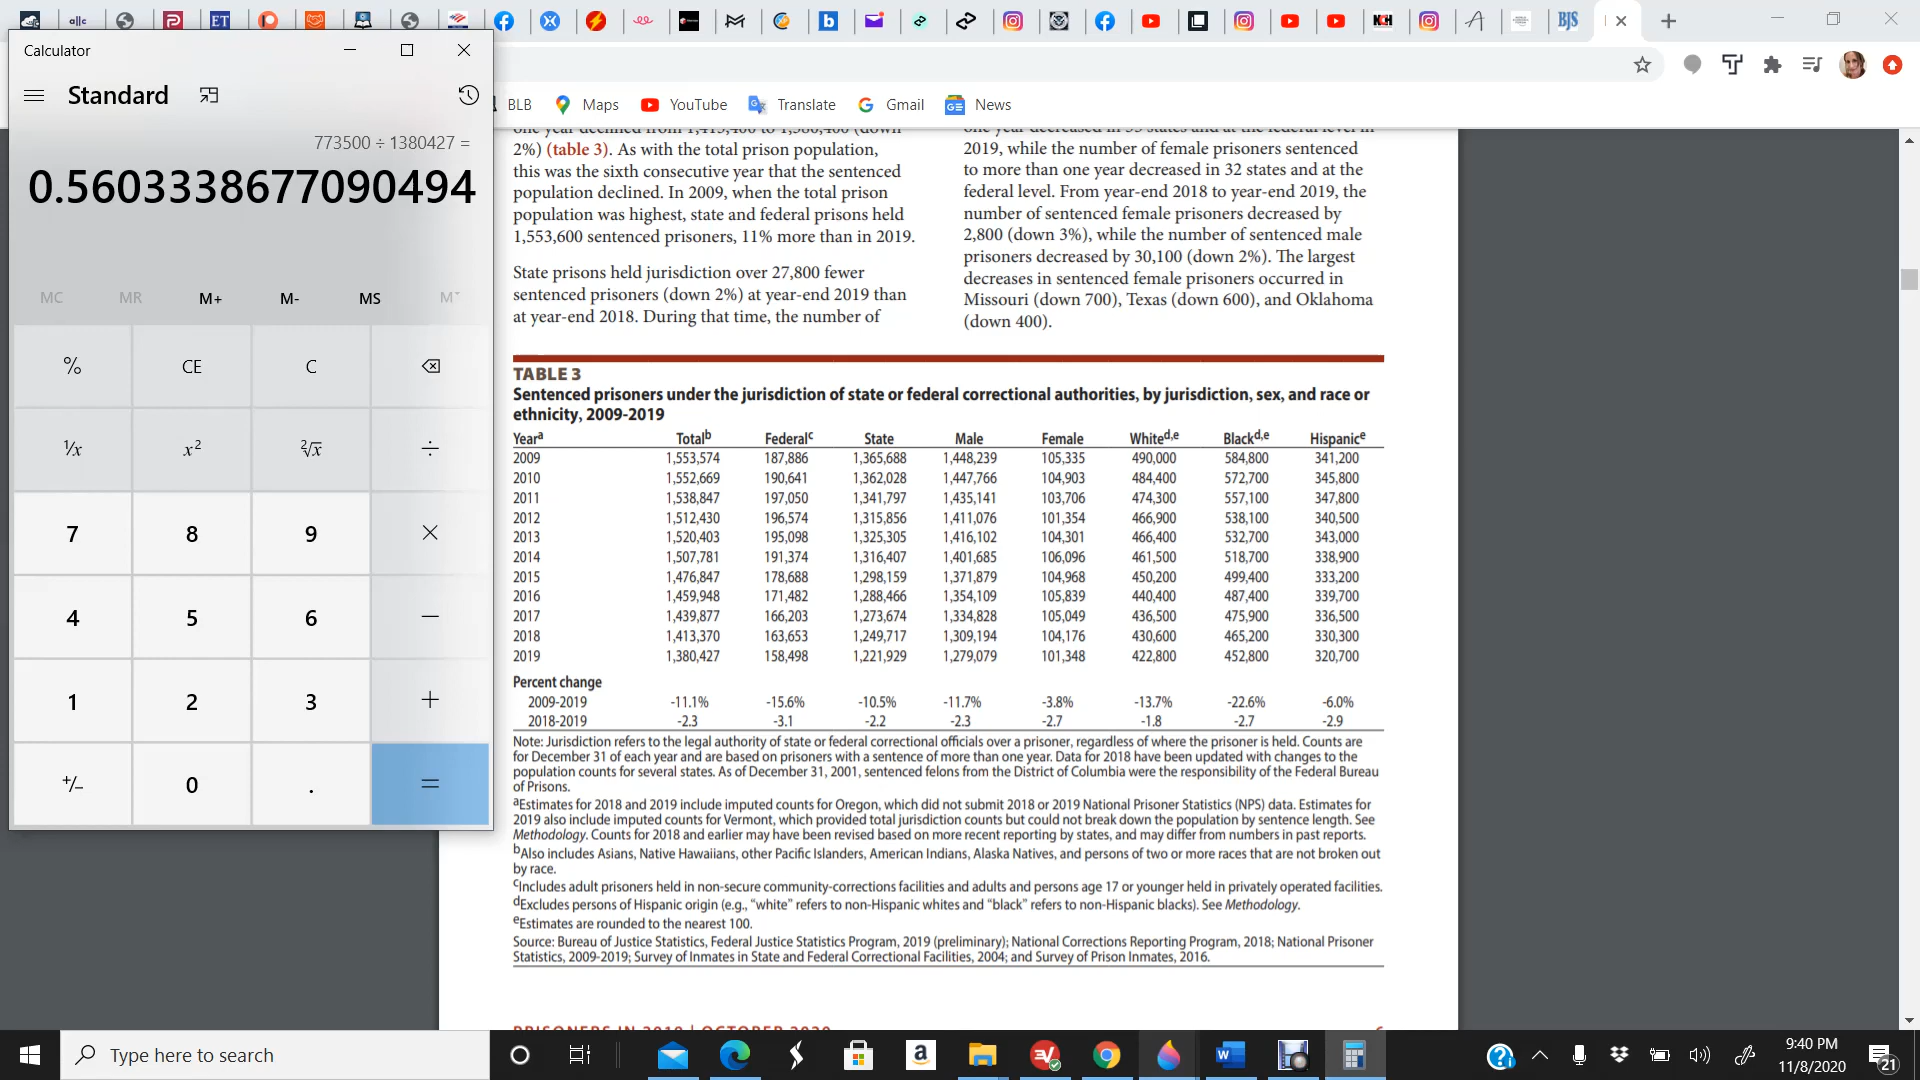 Calculator
Standard
773500 ÷ 1380427 =
0.5603338677090494
MC MR M+ M- MS M
% CE C
¹/x x² ²√x ÷
7 8 9 ×
4 5 6 −
1 2 3 +
+/− 0 . =
ET
BJS
BLB Maps YouTube Translate Gmail News
one year declined from 1,413,400 to 1,380,400 (down
2%) (table 3). As with the total prison population,
this was the sixth consecutive year that the sentenced
population declined. In 2009, when the total prison
population was highest, state and federal prisons held
1,553,600 sentenced prisoners, 11% more than in 2019.
State prisons held jurisdiction over 27,800 fewer
sentenced prisoners (down 2%) at year-end 2019 than
at year-end 2018. During that time, the number of
one year decreased in 35 states and at the federal level in
2019, while the number of female prisoners sentenced
to more than one year decreased in 32 states and at the
federal level. From year-end 2018 to year-end 2019, the
number of sentenced female prisoners decreased by
2,800 (down 3%), while the number of sentenced male
prisoners decreased by 30,100 (down 2%). The largest
decreases in sentenced female prisoners occurred in
Missouri (down 700), Texas (down 600), and Oklahoma
(down 400).
TABLE 3
Sentenced prisoners under the jurisdiction of state or federal correctional authorities, by jurisdiction, sex, and race or
ethnicity, 2009-2019
Yearᵃ Totalᵇ Federalᶜ State Male Female Whiteᵈ,ᵉ Blackᵈ,ᵉ Hispanicᵉ
2009 1,553,574 187,886 1,365,688 1,448,239 105,335 490,000 584,800 341,200
2010 1,552,669 190,641 1,362,028 1,447,766 104,903 484,400 572,700 345,800
2011 1,538,847 197,050 1,341,797 1,435,141 103,706 474,300 557,100 347,800
2012 1,512,430 196,574 1,315,856 1,411,076 101,354 466,900 538,100 340,500
2013 1,520,403 195,098 1,325,305 1,416,102 104,301 466,400 532,700 343,000
2014 1,507,781 191,374 1,316,407 1,401,685 106,096 461,500 518,700 338,900
2015 1,476,847 178,688 1,298,159 1,371,879 104,968 450,200 499,400 333,200
2016 1,459,948 171,482 1,288,466 1,354,109 105,839 440,400 487,400 339,700
2017 1,439,877 166,203 1,273,674 1,334,828 105,049 436,500 475,900 336,500
2018 1,413,370 163,653 1,249,717 1,309,194 104,176 430,600 465,200 330,300
2019 1,380,427 158,498 1,221,929 1,279,079 101,348 422,800 452,800 320,700
Percent change
2009-2019 -11.1% -15.6% -10.5% -11.7% -3.8% -13.7% -22.6% -6.0%
2018-2019 -2.3 -3.1 -2.2 -2.3 -2.7 -1.8 -2.7 -2.9
Note: Jurisdiction refers to the legal authority of state or federal correctional officials over a prisoner, regardless of where the prisoner is held. Counts are
for December 31 of each year and are based on prisoners with a sentence of more than one year. Data for 2018 have been updated with changes to the
population counts for several states. As of December 31, 2001, sentenced felons from the District of Columbia were the responsibility of the Federal Bureau
of Prisons.
ᵃEstimates for 2018 and 2019 include imputed counts for Oregon, which did not submit 2018 or 2019 National Prisoner Statistics (NPS) data. Estimates for
2019 also include imputed counts for Vermont, which provided total jurisdiction counts but could not break down the population by sentence length. See
Methodology. Counts for 2018 and earlier may have been revised based on more recent reporting by states, and may differ from numbers in past reports.
ᵇAlso includes Asians, Native Hawaiians, other Pacific Islanders, American Indians, Alaska Natives, and persons of two or more races that are not broken out
by race.
ᶜIncludes adult prisoners held in non-secure community-corrections facilities and adults and persons age 17 or younger held in privately operated facilities.
ᵈExcludes persons of Hispanic origin (e.g., “white” refers to non-Hispanic whites and “black” refers to non-Hispanic blacks). See Methodology.
ᵉEstimates are rounded to the nearest 100.
Source: Bureau of Justice Statistics, Federal Justice Statistics Program, 2019 (preliminary); National Corrections Reporting Program, 2018; National Prisoner
Statistics, 2009-2019; Survey of Inmates in State and Federal Correctional Facilities, 2004; and Survey of Prison Inmates, 2016.
PRISONERS IN 2019 | OCTOBER 2020 6
Type here to search
9:40 PM
11/8/2020
21